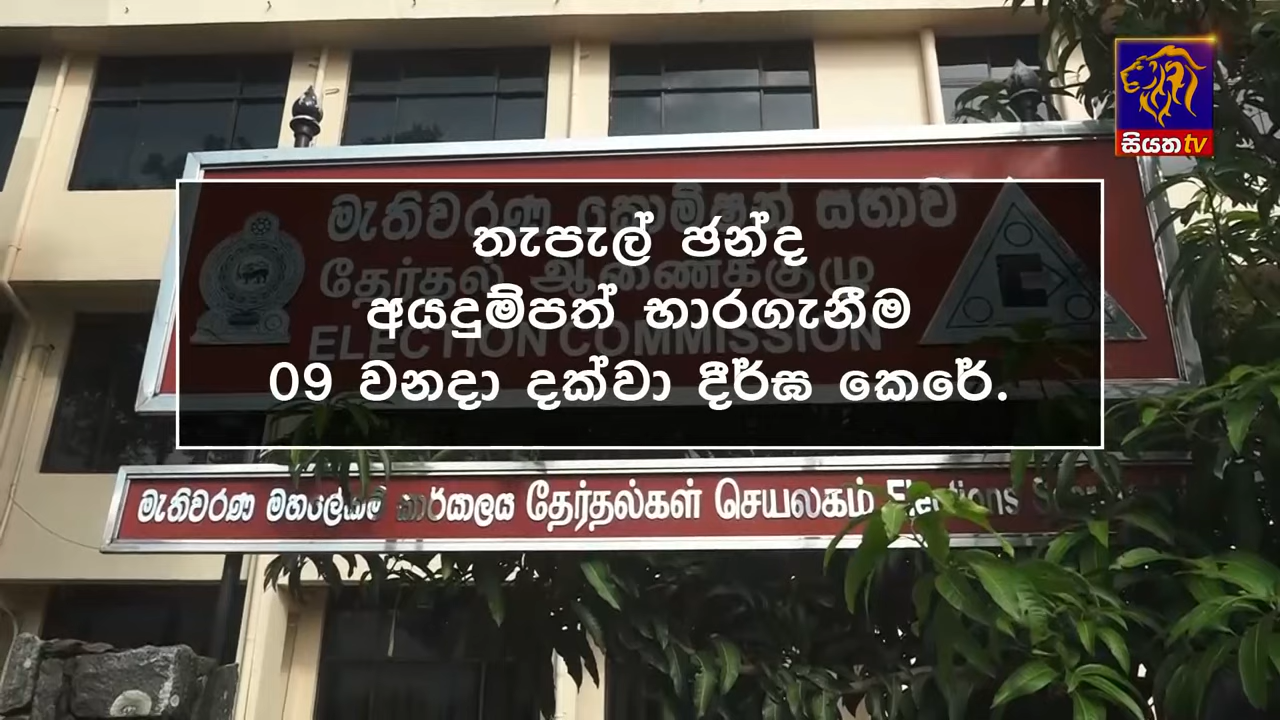 සියත tv
මැතිවරණ කොමිෂන් සභාව
තැපැල් ඡන්ද
தேர்தல் ஆணைக்குழு
අයදුම්පත් භාරගැනීම
ELECTION COMMISSION
09 වනදා දක්වා දීර්ඝ කෙරේ.
මැතිවරණ මහලේකම් කාර්යාලය தேர்தல்கள் செயலகம் Elections